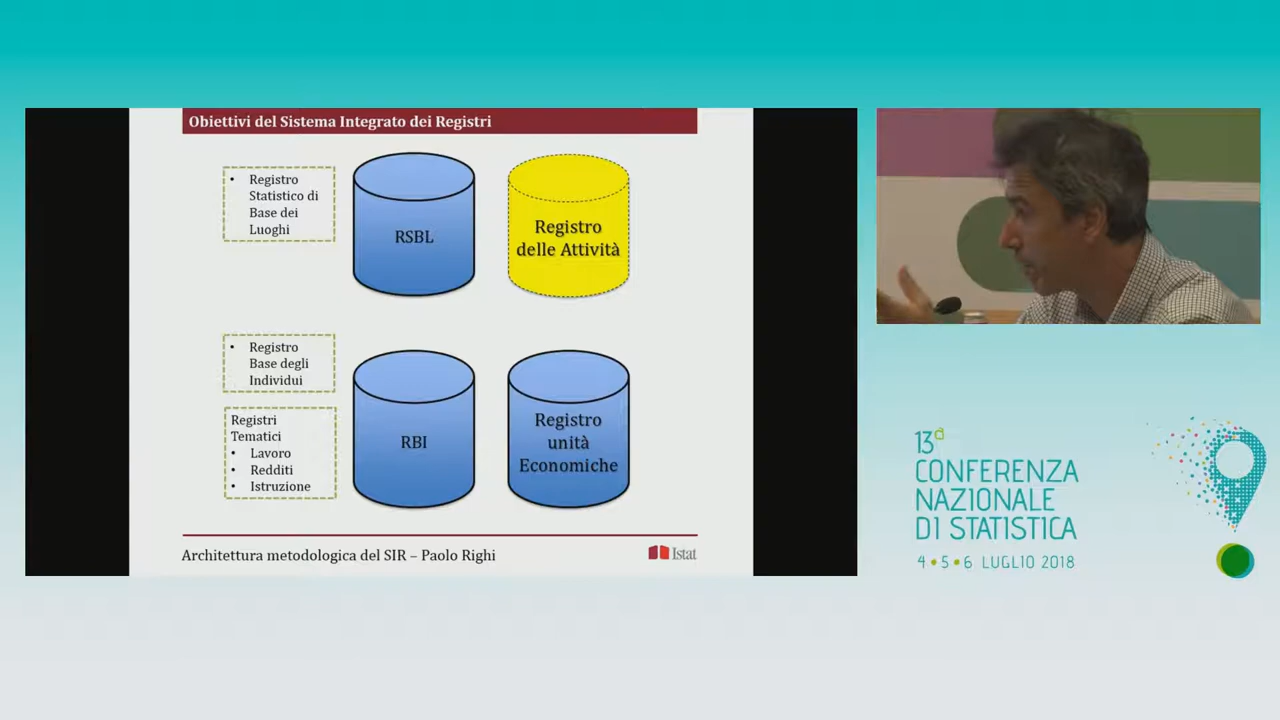 Obiettivi del Sistema Integrato dei Registri
• Registro
Statistico di
Base dei
Luoghi
RSBL
Registro
delle Attività
• Registro
Base degli
Individui
Registri
Tematici
• Lavoro
• Redditi
• Istruzione
RBI
Registro
unità
Economiche
Architettura metodologica del SIR – Paolo Righi
Istat
13a
CONFERENZA
NAZIONALE
DI STATISTICA
4 • 5 • 6 LUGLIO 2018